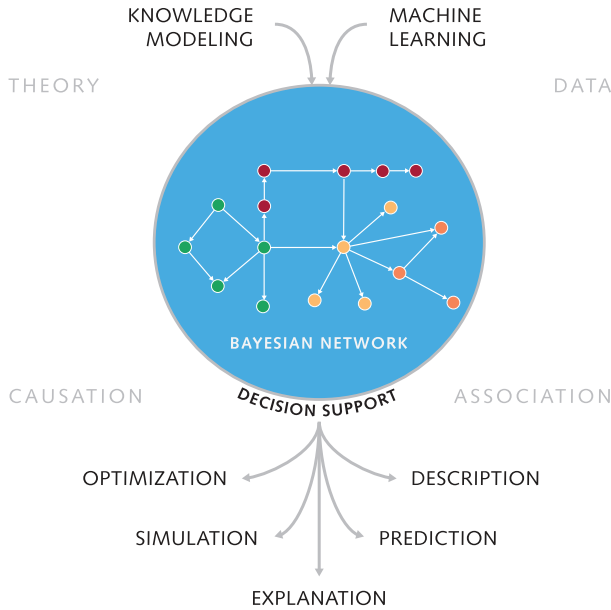 KNOWLEDGE
MODELING
MACHINE
LEARNING
THEORY
DATA
BAYESIAN NETWORK
CAUSATION
DECISION SUPPORT
ASSOCIATION
OPTIMIZATION
DESCRIPTION
SIMULATION
PREDICTION
EXPLANATION